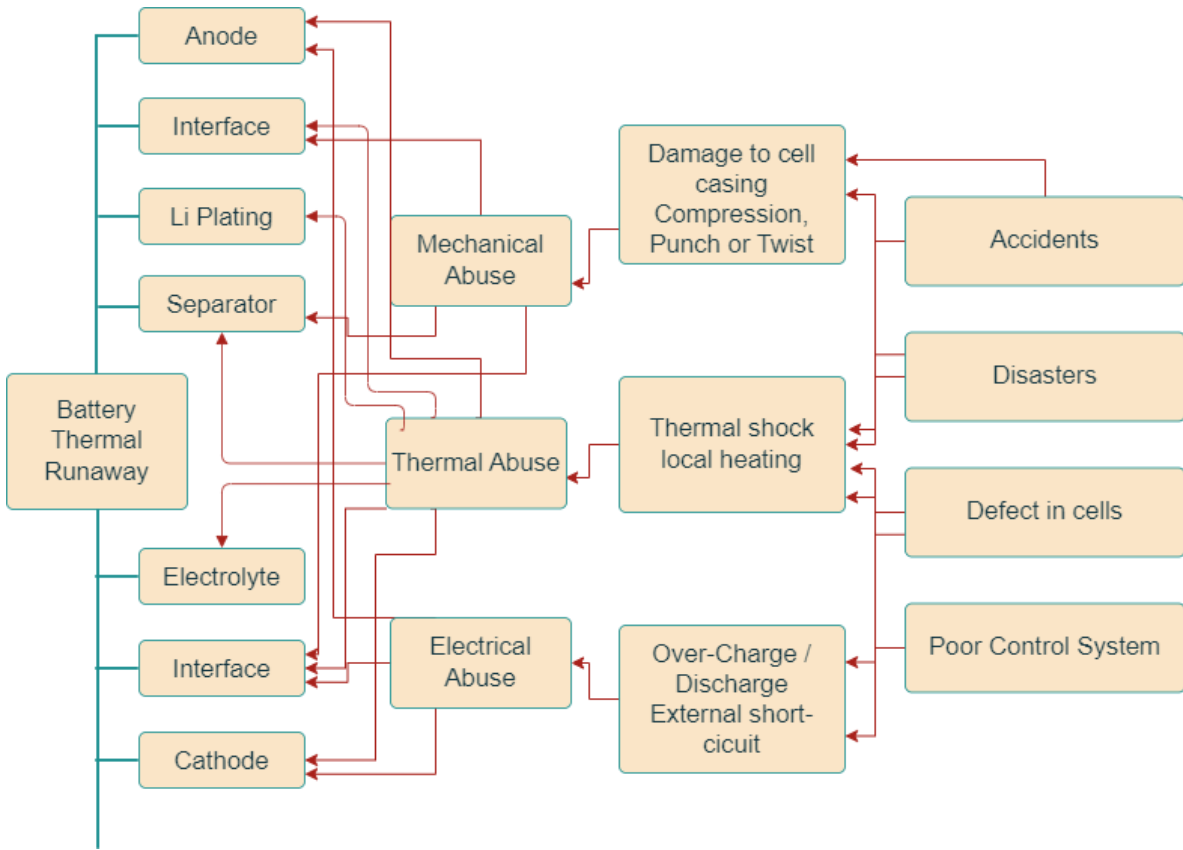 Anode
Interface
Li Plating
Separator
Battery
Thermal
Runaway
Electrolyte
Interface
Cathode
Mechanical
Abuse
Thermal Abuse
Electrical
Abuse
Damage to cell
casing
Compression,
Punch or Twist
Thermal shock
local heating
Over-Charge /
Discharge
External short-
cicuit
Accidents
Disasters
Defect in cells
Poor Control System